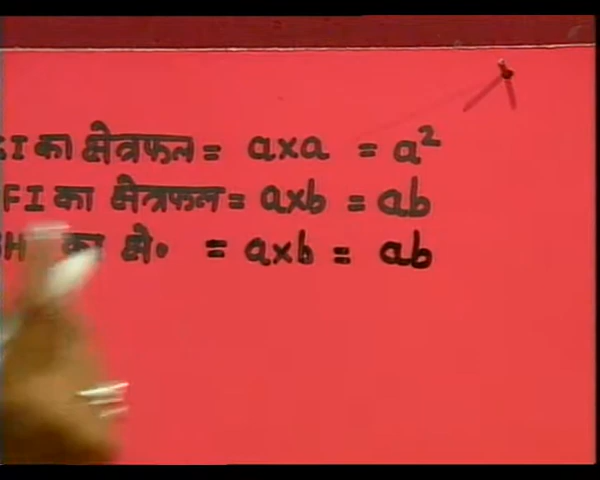 का क्षेत्रफल = a×a = a²
FI का क्षेत्रफल = a×b = ab
H का क्षे॰ = a×b = ab